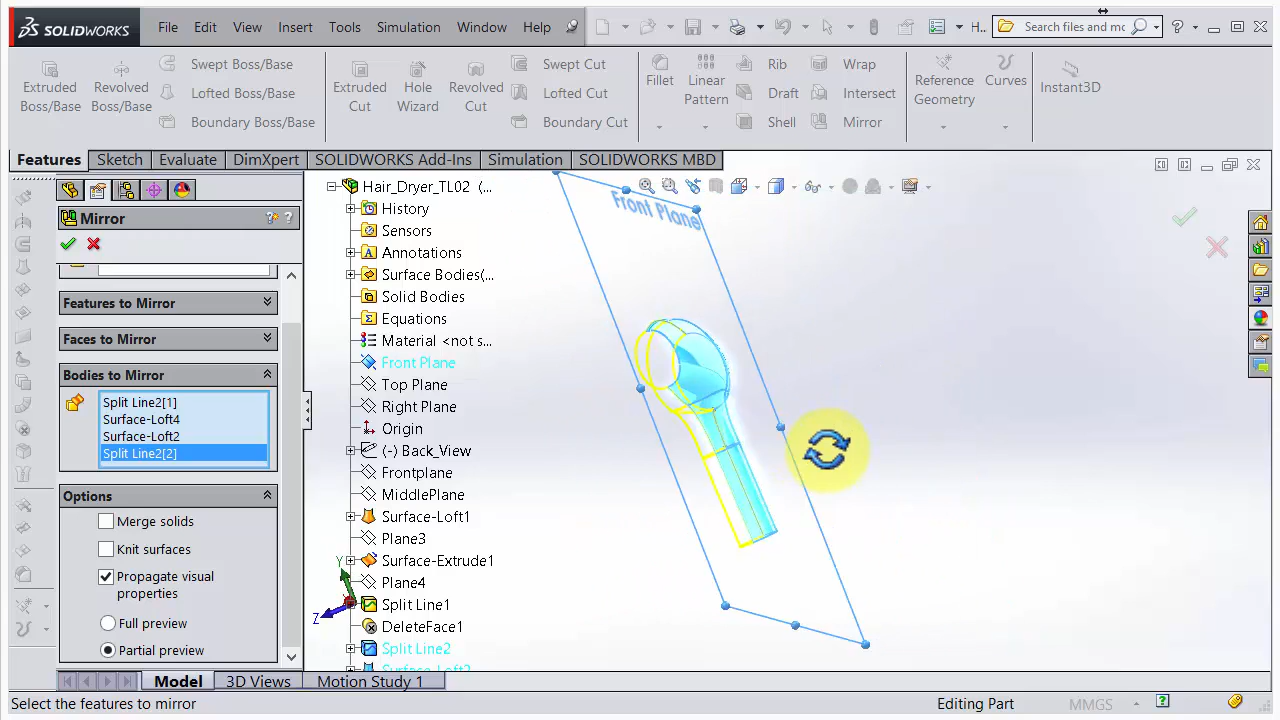 SOLIDWORKS File Edit View Insert Tools Simulation Window Help H.. Search files and mo ?
Extruded Boss/Base
Revolved Boss/Base
Swept Boss/Base
Lofted Boss/Base
Boundary Boss/Base
Extruded Cut
Hole Wizard
Revolved Cut
Swept Cut
Lofted Cut
Boundary Cut
Fillet
Linear Pattern
Rib
Draft
Shell
Wrap
Intersect
Mirror
Reference Geometry
Curves
Instant3D
Features Sketch Evaluate DimXpert SOLIDWORKS Add-Ins Simulation SOLIDWORKS MBD
Mirror
Features to Mirror
Faces to Mirror
Bodies to Mirror
Split Line2[1]
Surface-Loft4
Surface-Loft2
Split Line2[2]
Options
Merge solids
Knit surfaces
Propagate visual
properties
Full preview
Partial preview
Hair_Dryer_TL02 (...
History
Sensors
Annotations
Surface Bodies(...
Solid Bodies
Equations
Material <not s...
Front Plane
Top Plane
Right Plane
Origin
(-) Back_View
Frontplane
MiddlePlane
Surface-Loft1
Plane3
Surface-Extrude1
Plane4
Split Line1
DeleteFace1
Split Line2
Surface-Loft2
Front Plane
Y
Z
Model 3D Views Motion Study 1
Select the features to mirror Editing Part MMGS